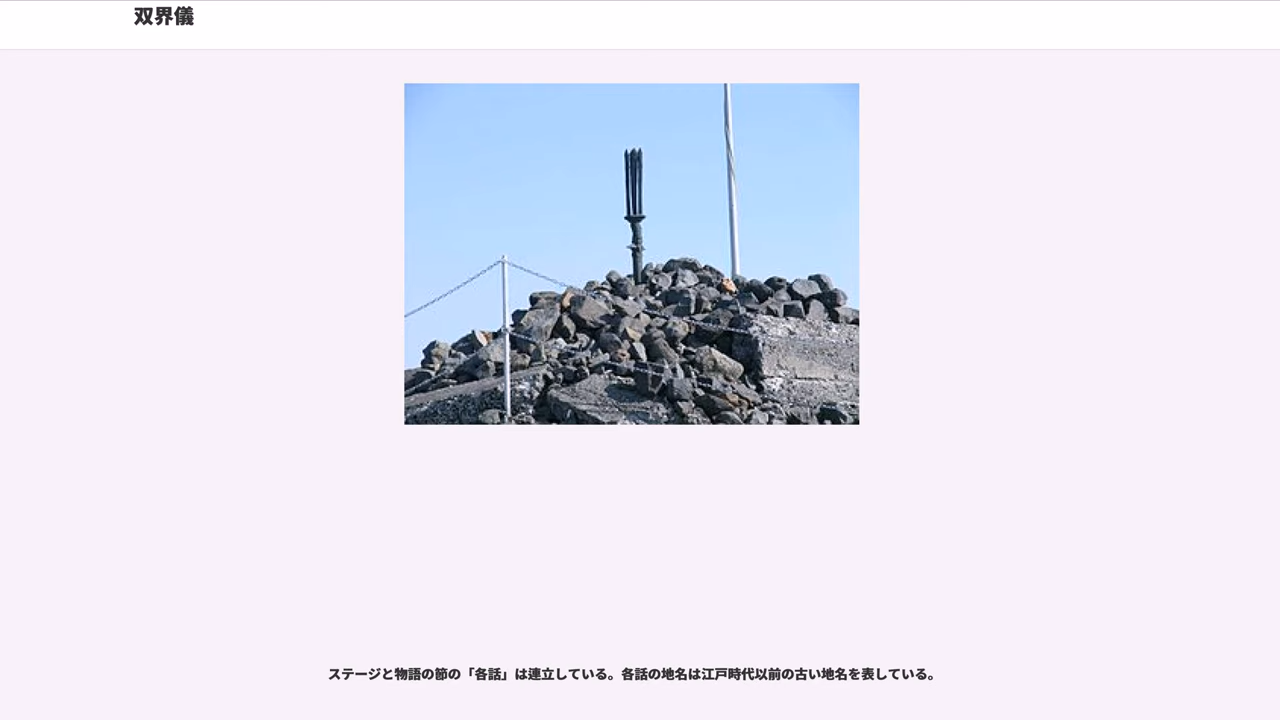 双界儀
ステージと物語の節の「各話」は連立している。各話の地名は江戸時代以前の古い地名を表している。